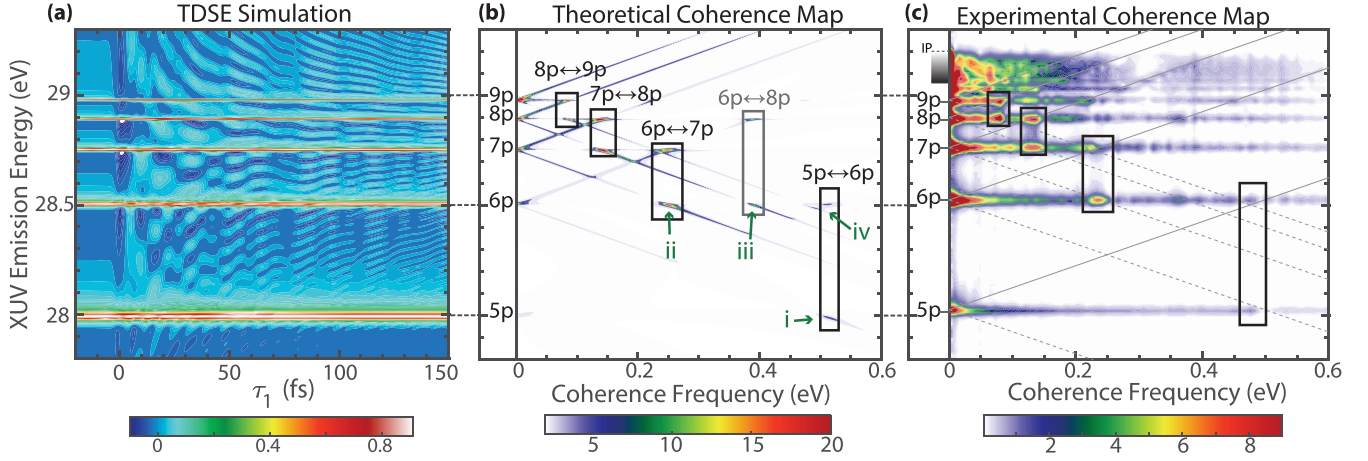 (a) TDSE Simulation
(b) Theoretical Coherence Map
(c) Experimental Coherence Map
XUV Emission Energy (eV)
29
28.5
28
0 50 100 150
τ1 (fs)
0 0.4 0.8
9p
8p
7p
6p
5p
8p↔9p
7p↔8p
6p↔7p
6p↔8p
5p↔6p
i
ii
iii
iv
0 0.2 0.4 0.6
Coherence Frequency (eV)
5 10 15 20
IP
9p
8p
7p
6p
5p
0 0.2 0.4 0.6
Coherence Frequency (eV)
2 4 6 8